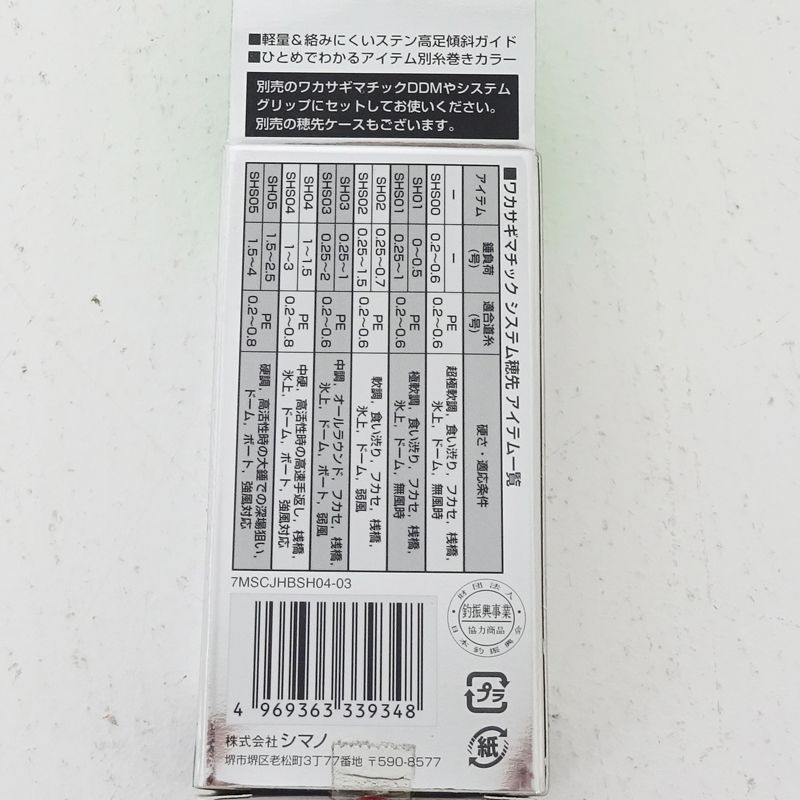 ■軽量＆絡みにくいステン高足傾斜ガイド
■ひとめでわかるアイテム別糸巻きカラー
別売のワカサギマチックDDMやシステム
グリップにセットしてお使いください。
別売の穂先ケースもございます。
■ワカサギマチック システム穂先 アイテム一覧
アイテム 錘負荷(号) 適合道糸(号) 硬さ・適応条件
— —
SHS00 0.2〜0.6 PE 0.2〜0.6 超極軟調，食い渋り，フカセ，桟橋，
氷上，ドーム，無風時
SH01 0〜0.5
SHS01 0.25〜1 PE 0.2〜0.6 極軟調，食い渋り，フカセ，桟橋，
氷上，ドーム，無風時
SH02 0.25〜0.7
SHS02 0.25〜1.5 PE 0.2〜0.6 軟調，食い渋り，フカセ，桟橋，
氷上，ドーム，弱風
SH03 0.25〜1
SHS03 0.25〜2 PE 0.2〜0.6 中調，オールラウンド，フカセ，桟橋，
氷上，ドーム，ボート，弱風
SH04 1〜1.5
SHS04 1〜3 PE 0.2〜0.8 中硬，高活性時の高速手返し，桟橋，
氷上，ドーム，ボート，強風対応
SH05 1.5〜2.5
SHS05 1.5〜4 PE 0.2〜0.8 硬調，高活性時の大錘での深場狙い，
ドーム，ボート，強風対応
7MSCJHBSH04-03
財団法人
釣振興事業
協力商品
日本釣振興会
4 969363 339348
プラ
紙
株式会社シマノ
堺市堺区老松町3丁77番地 〒590-8577